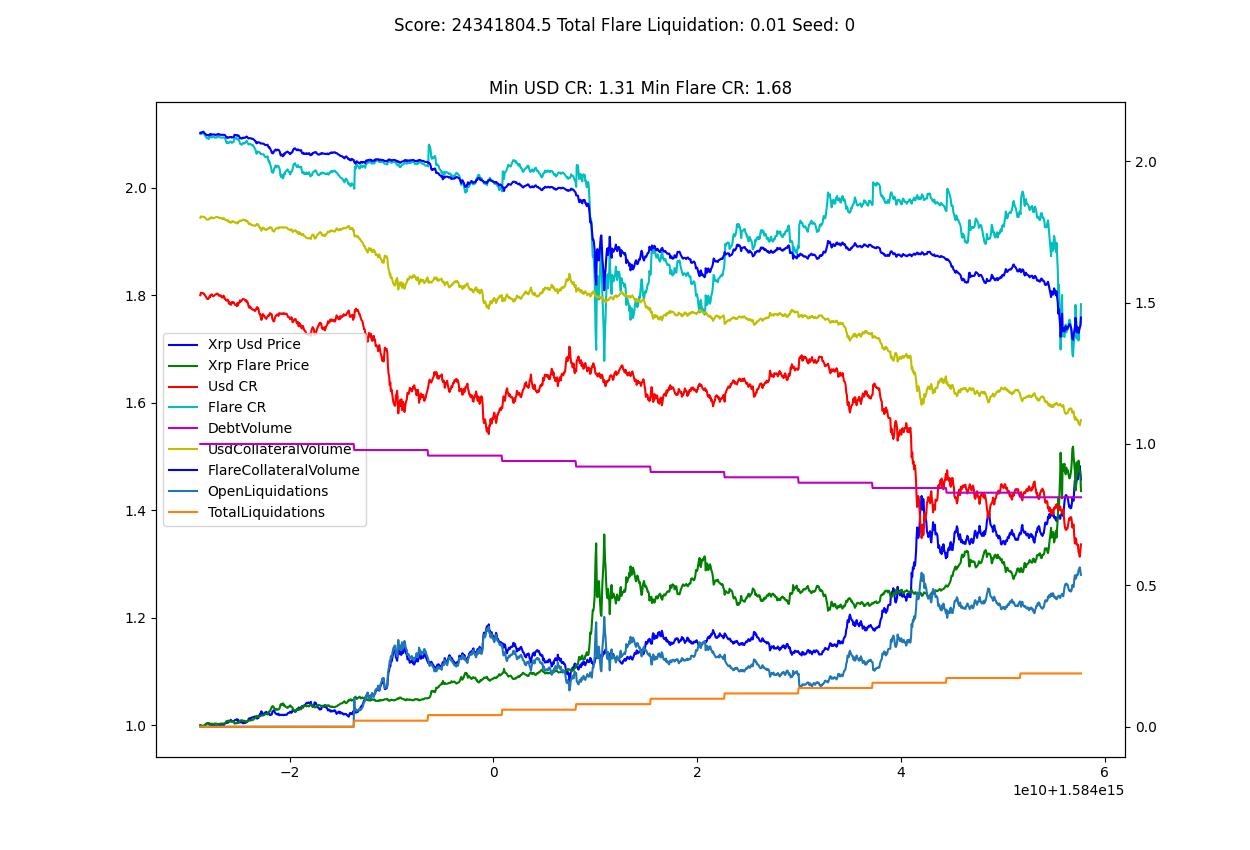 Score: 24341804.5 Total Flare Liquidation: 0.01 Seed: 0
Min USD CR: 1.31 Min Flare CR: 1.68
2.0
1.8
1.6
1.4
1.2
1.0
2.0
1.5
1.0
0.5
0.0
Xrp Usd Price
Xrp Flare Price
Usd CR
Flare CR
DebtVolume
UsdCollateralVolume
FlareCollateralVolume
OpenLiquidations
TotalLiquidations
−2 0 2 4 6
1e10+1.584e15